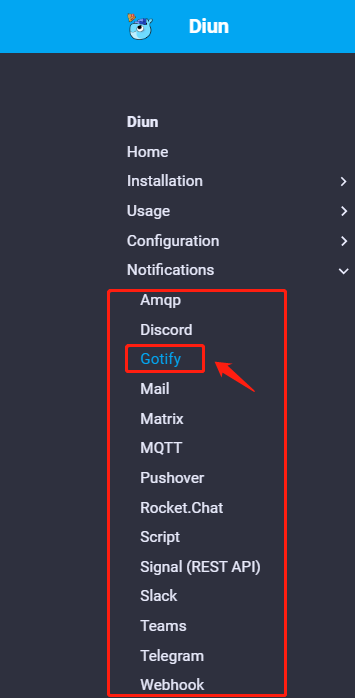 Diun
Diun
Home
Installation
Usage
Configuration
Notifications
Amqp
Discord
Gotify
Mail
Matrix
MQTT
Pushover
Rocket.Chat
Script
Signal (REST API)
Slack
Teams
Telegram
Webhook